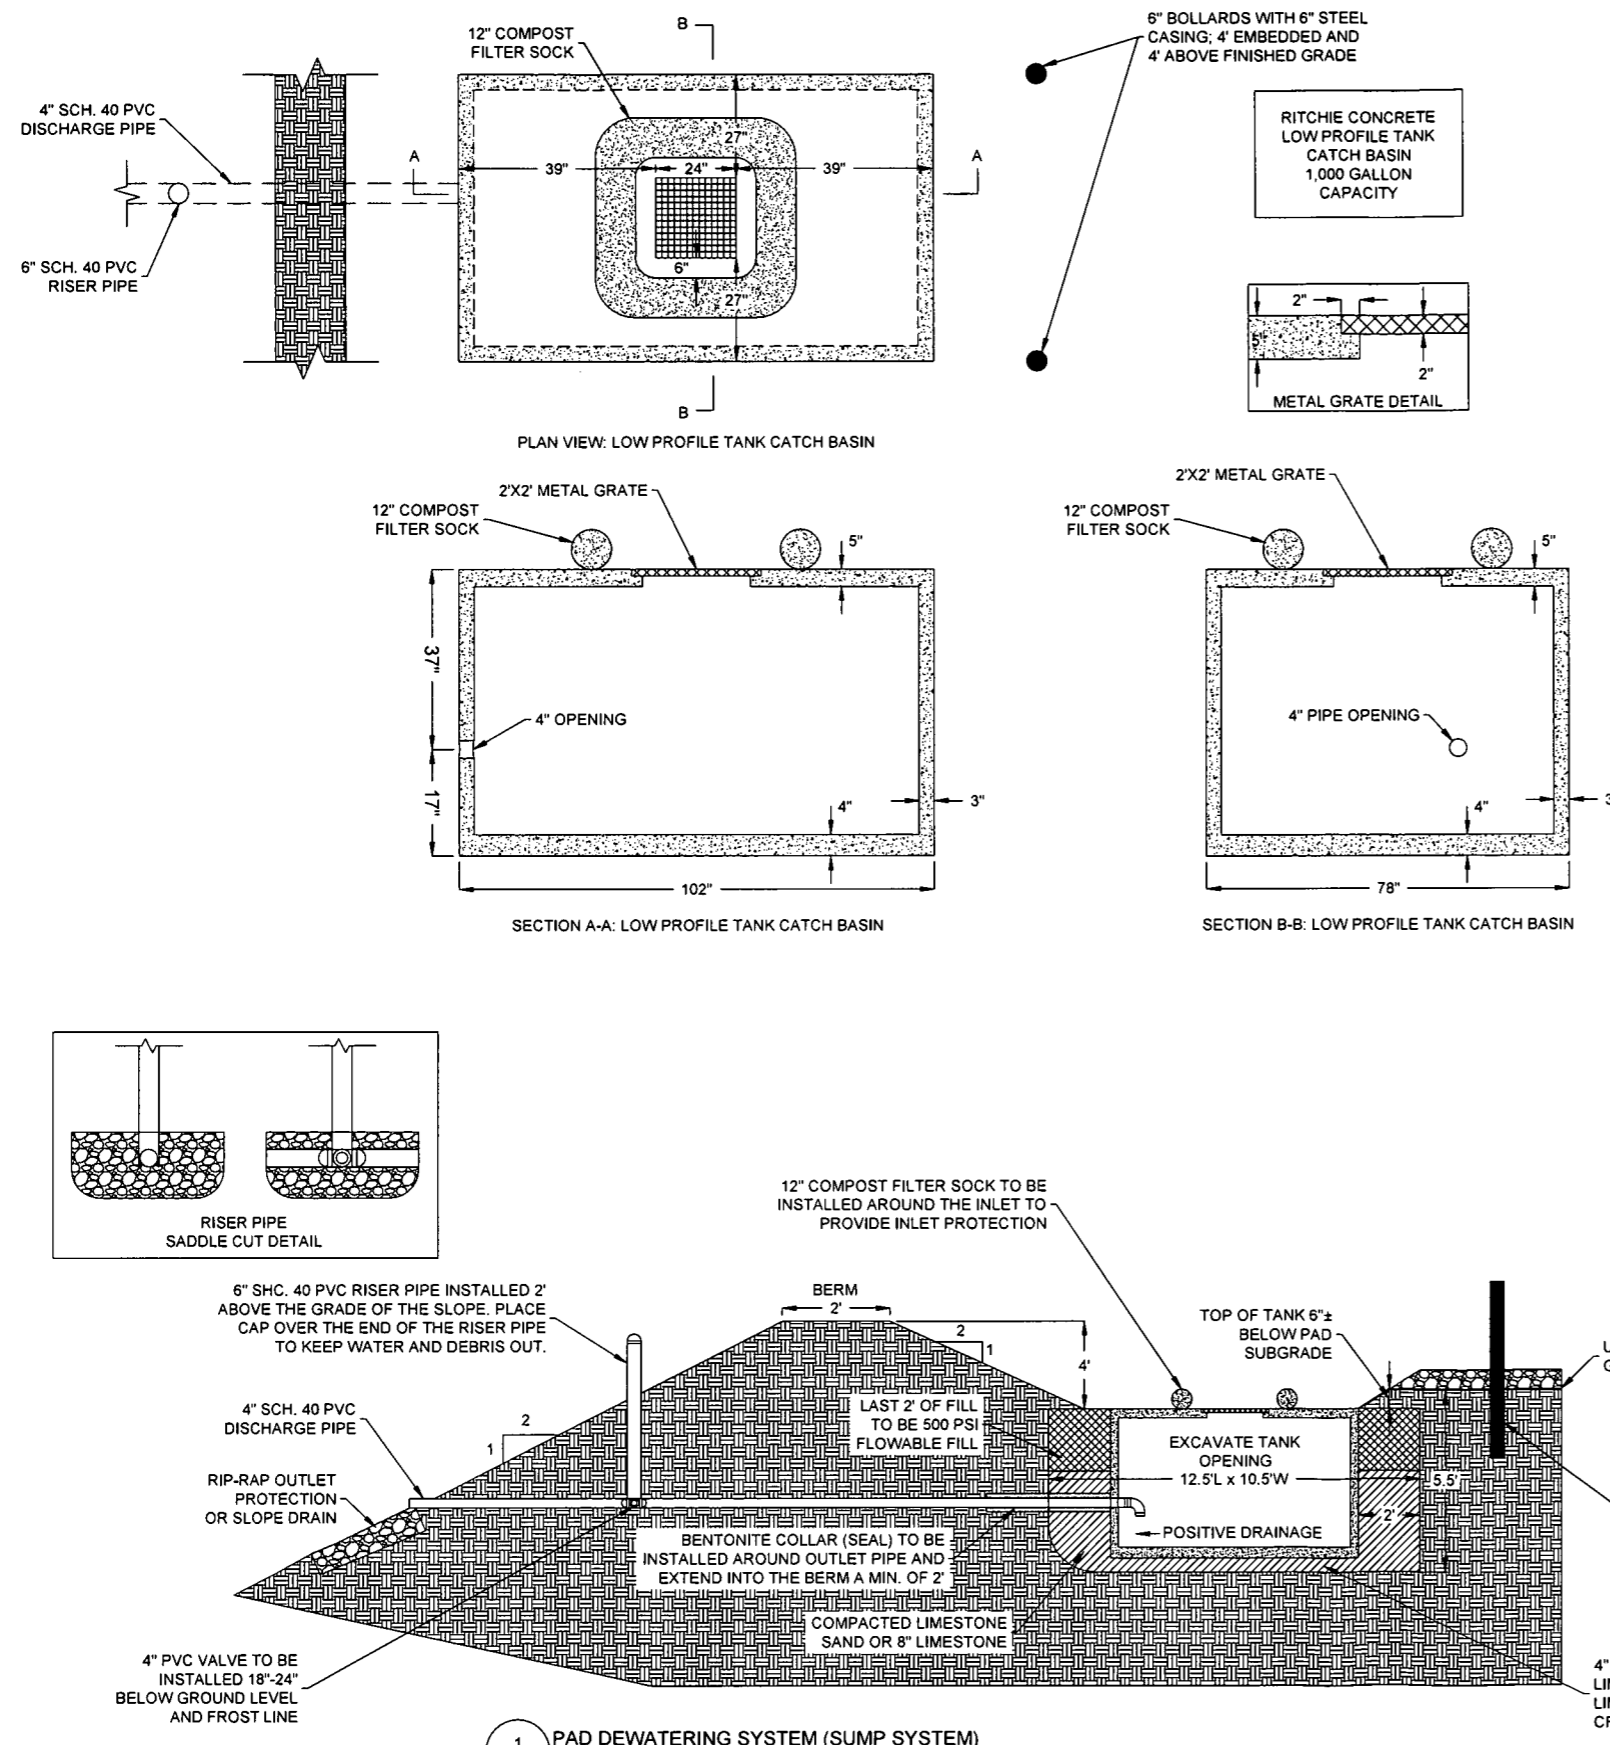 B
12" COMPOST
FILTER SOCK
6" BOLLARDS WITH 6" STEEL
CASING; 4' EMBEDDED AND
4' ABOVE FINISHED GRADE
4" SCH. 40 PVC
DISCHARGE PIPE
RITCHIE CONCRETE
LOW PROFILE TANK
CATCH BASIN
1,000 GALLON
CAPACITY
27"
A
39"
24"
39"
A
6" SCH. 40 PVC
RISER PIPE
6"
27"
2"
5"
2"
METAL GRATE DETAIL
B
PLAN VIEW: LOW PROFILE TANK CATCH BASIN
2'X2' METAL GRATE
12" COMPOST
FILTER SOCK
5"
37"
4" OPENING
17"
4"
3"
102"
SECTION A-A: LOW PROFILE TANK CATCH BASIN
2'X2' METAL GRATE
12" COMPOST
FILTER SOCK
5"
4" PIPE OPENING
4"
3
78"
SECTION B-B: LOW PROFILE TANK CATCH BASIN
RISER PIPE
SADDLE CUT DETAIL
12" COMPOST FILTER SOCK TO BE
INSTALLED AROUND THE INLET TO
PROVIDE INLET PROTECTION
6" SHC. 40 PVC RISER PIPE INSTALLED 2'
ABOVE THE GRADE OF THE SLOPE. PLACE
CAP OVER THE END OF THE RISER PIPE
TO KEEP WATER AND DEBRIS OUT.
BERM
2'
2
1
4'
TOP OF TANK 6"±
BELOW PAD
SUBGRADE
4" SCH. 40 PVC
DISCHARGE PIPE
2
1
LAST 2' OF FILL
TO BE 500 PSI
FLOWABLE FILL
EXCAVATE TANK
OPENING
12.5'L x 10.5'W
5.5'
2'
RIP-RAP OUTLET
PROTECTION
OR SLOPE DRAIN
POSITIVE DRAINAGE
BENTONITE COLLAR (SEAL) TO BE
INSTALLED AROUND OUTLET PIPE AND
EXTEND INTO THE BERM A MIN. OF 2'
COMPACTED LIMESTONE
SAND OR 8" LIMESTONE
4" PVC VALVE TO BE
INSTALLED 18"-24"
BELOW GROUND LEVEL
AND FROST LINE
4"
1
PAD DEWATERING SYSTEM (SUMP SYSTEM)